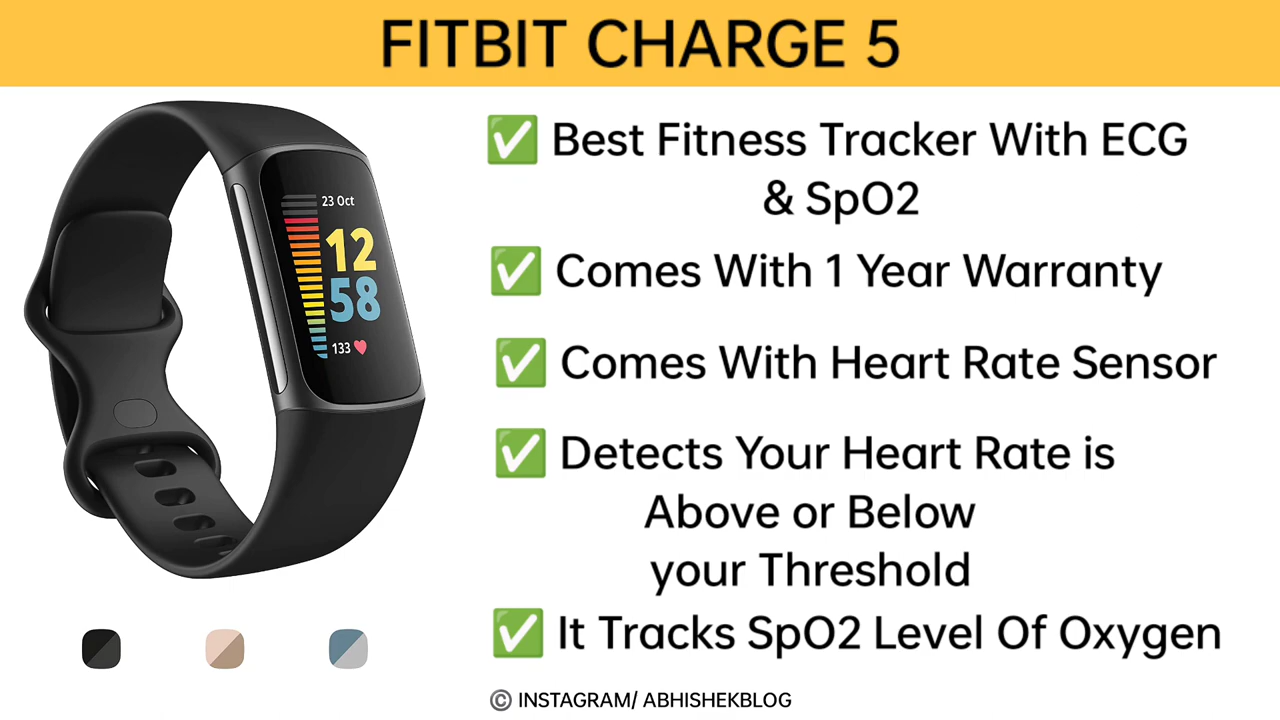 FITBIT CHARGE 5
✅ Best Fitness Tracker With ECG
& SpO2
✅ Comes With 1 Year Warranty
✅ Comes With Heart Rate Sensor
✅ Detects Your Heart Rate is
Above or Below
your Threshold
✅ It Tracks SpO2 Level Of Oxygen
© INSTAGRAM/ ABHISHEKBLOG
23 Oct
12
58
133